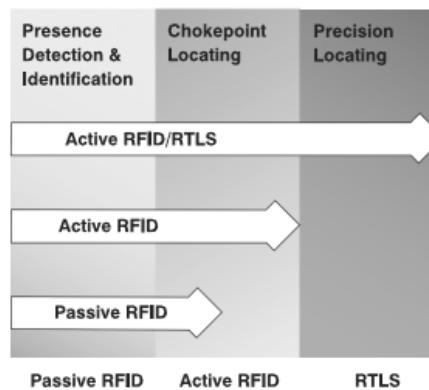 Presence
Detection &
Identification
Chokepoint
Locating
Precision
Locating
Active RFID/RTLS
Active RFID
Passive RFID
Passive RFID
Active RFID
RTLS